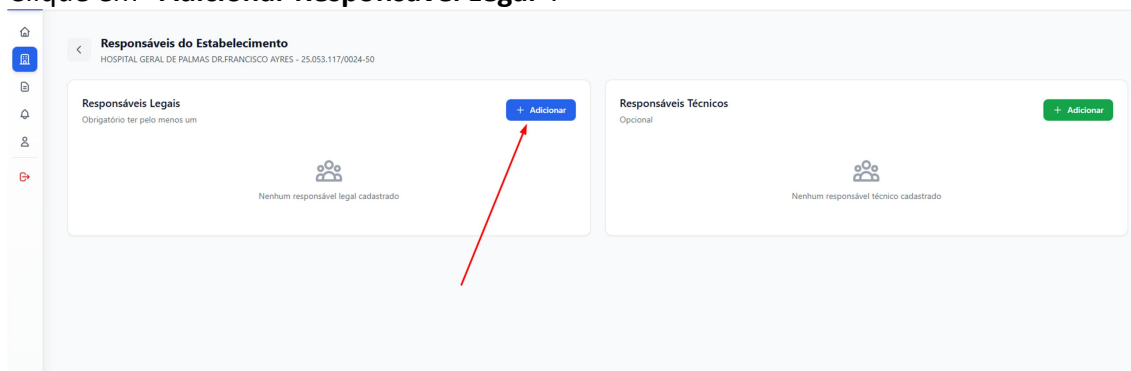 Clique em "Adicionar Responsável Legal".
Responsáveis do Estabelecimento
HOSPITAL GERAL DE PALMAS DR.FRANCISCO AYRES - 25.053.117/0024-50
Responsáveis Legais
Obrigatório ter pelo menos um
+ Adicionar
Nenhum responsável legal cadastrado
Responsáveis Técnicos
Opcional
+ Adicionar
Nenhum responsável técnico cadastrado